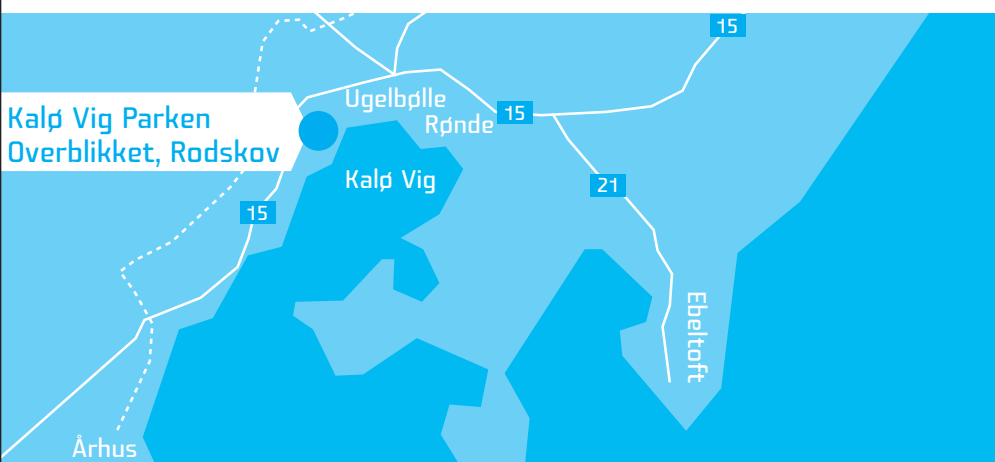 15
Kalø Vig Parken
Overblikket, Rodskov
Ugelbølle
Rønde
15
Kalø Vig
21
15
Ebeltoft
Århus